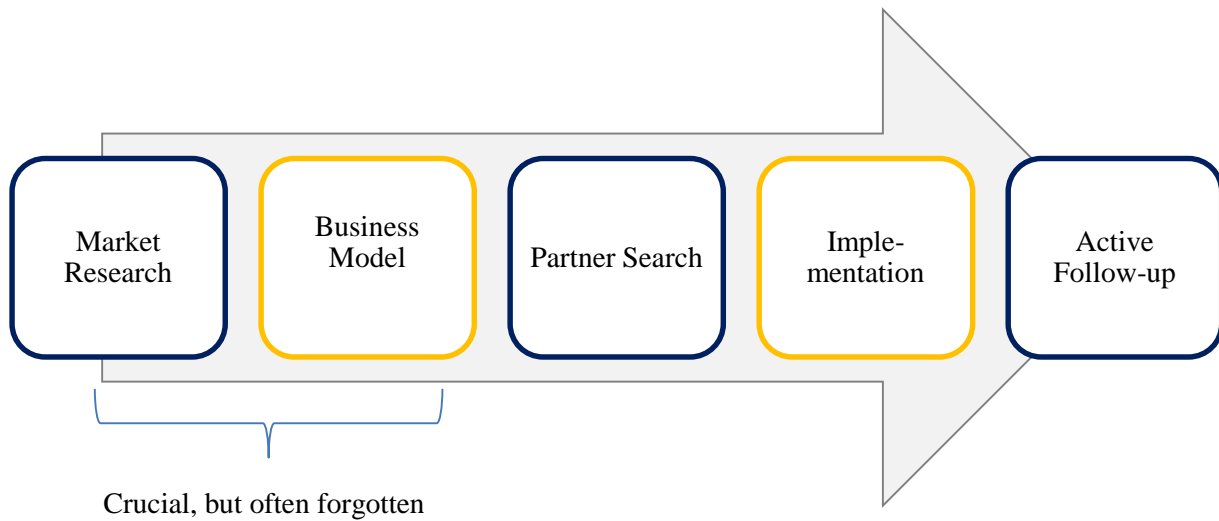 Market
Research
Business
Model
Partner Search
Imple-
mentation
Active
Follow-up
Crucial, but often forgotten